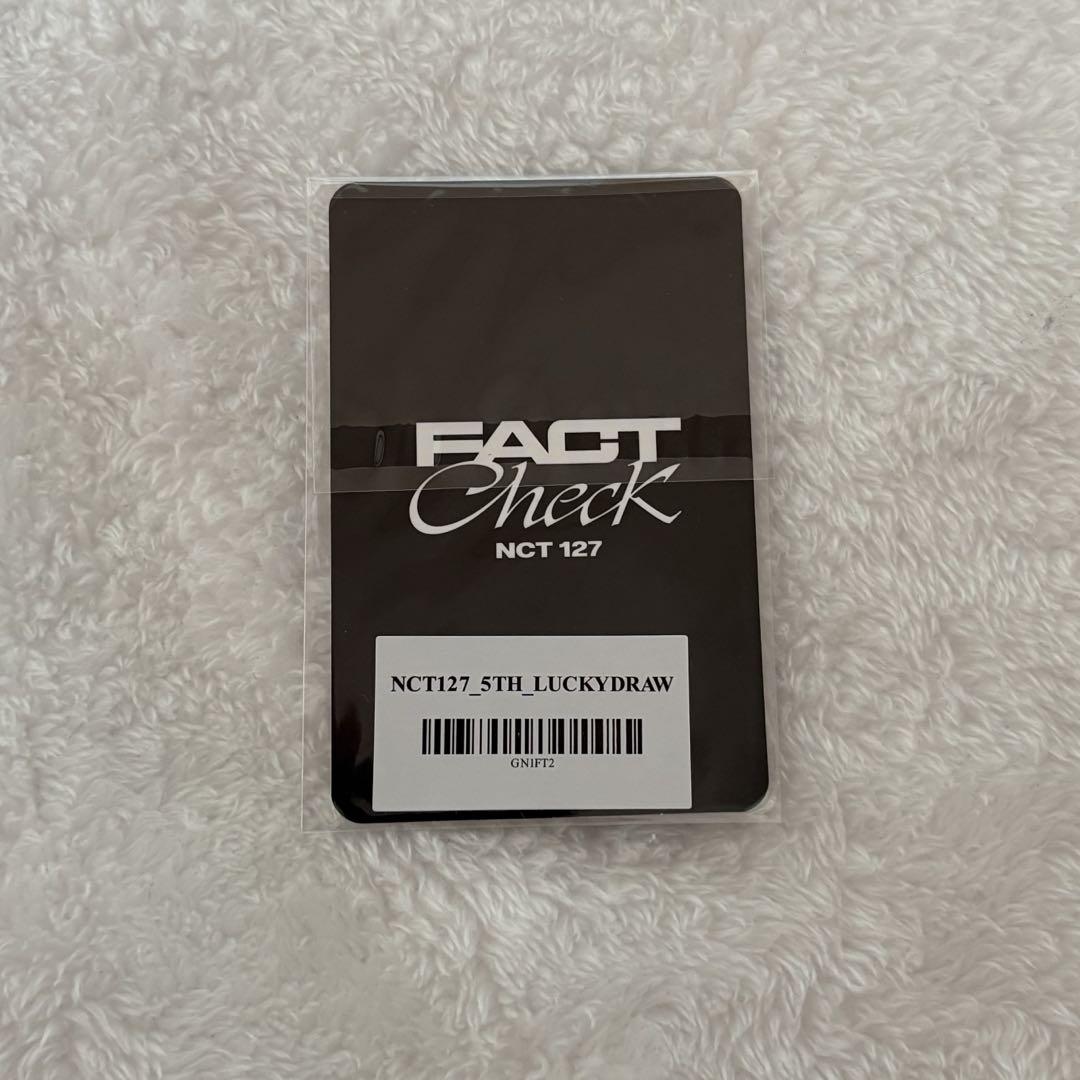 FACT
Check
NCT 127
NCT127_5TH_LUCKYDRAW
GN1FT2